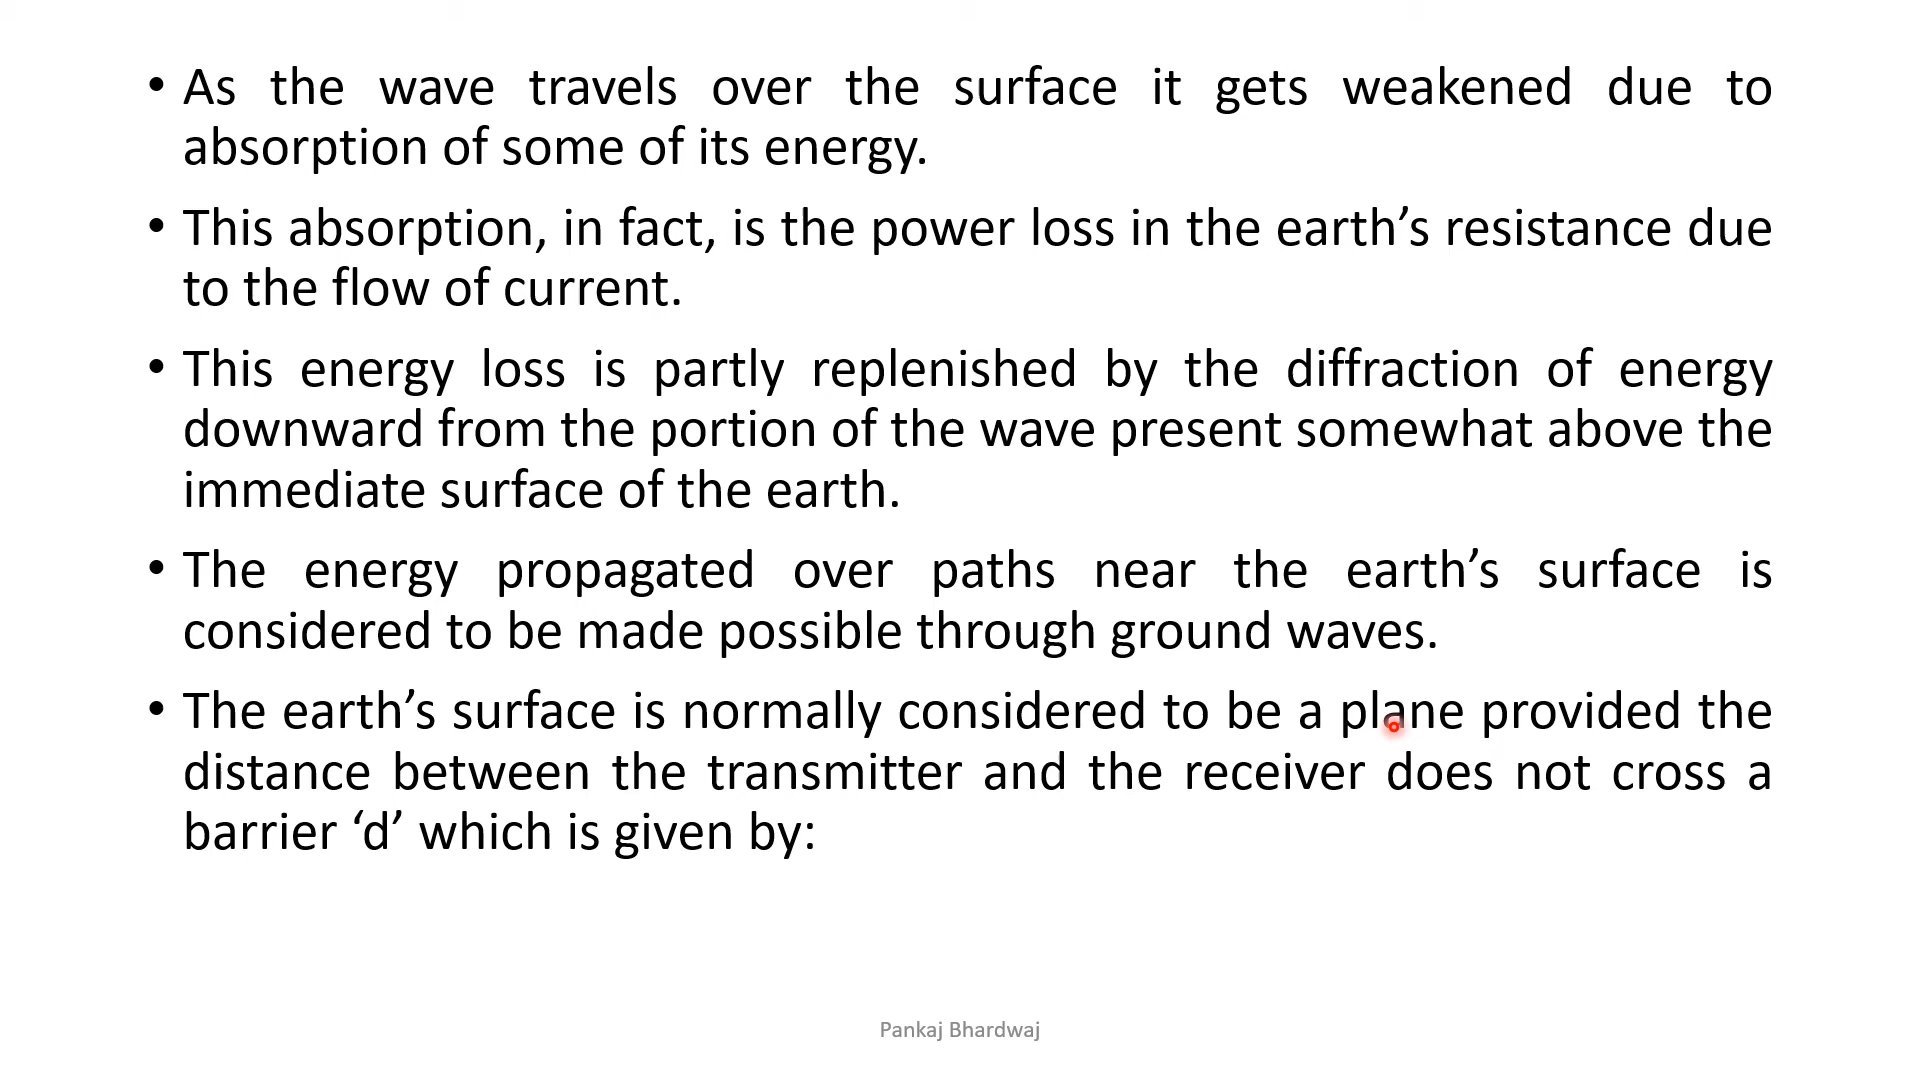 • As the wave travels over the surface it gets weakened due to
absorption of some of its energy.
• This absorption, in fact, is the power loss in the earth’s resistance due
to the flow of current.
• This energy loss is partly replenished by the diffraction of energy
downward from the portion of the wave present somewhat above the
immediate surface of the earth.
• The energy propagated over paths near the earth’s surface is
considered to be made possible through ground waves.
• The earth’s surface is normally considered to be a plane provided the
distance between the transmitter and the receiver does not cross a
barrier ‘d’ which is given by:
Pankaj Bhardwaj